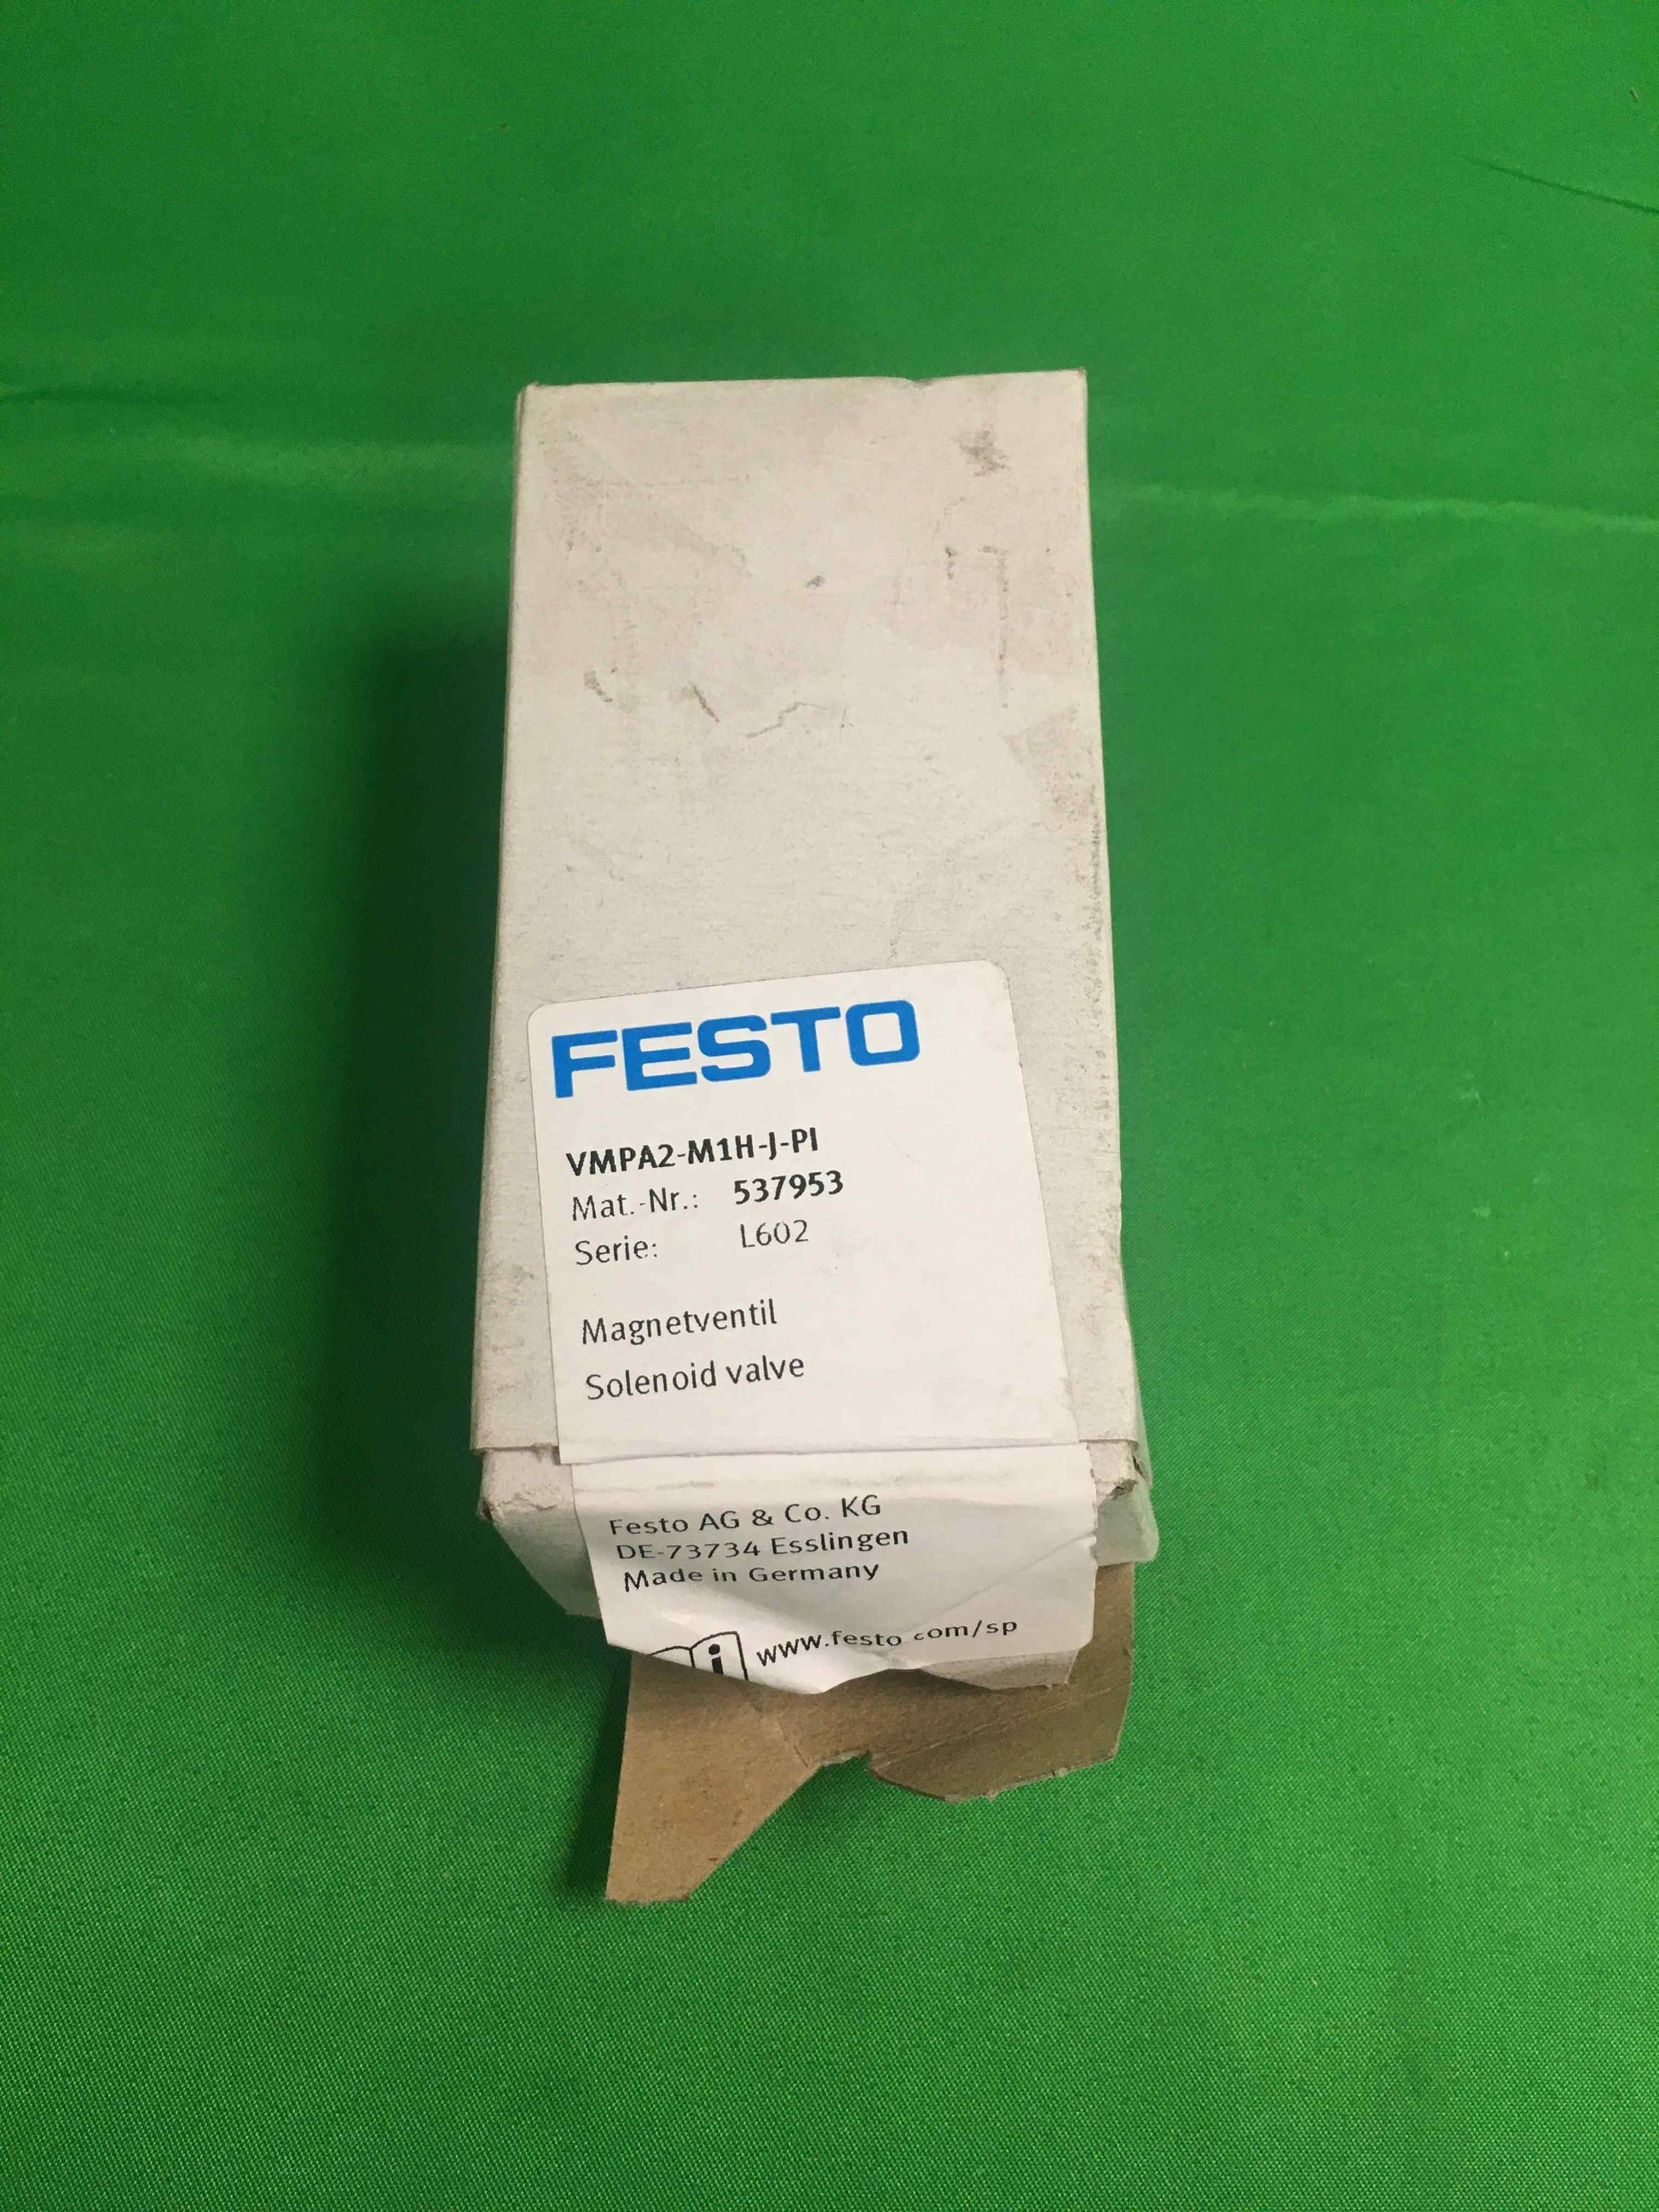 FESTO
VMPA2-M1H-J-PI
Mat.-Nr.: 537953
Serie: L602
Magnetventil
Solenoid valve
Festo AG & Co. KG
DE-73734 Esslingen
Made in Germany
i www.festo.com/sp